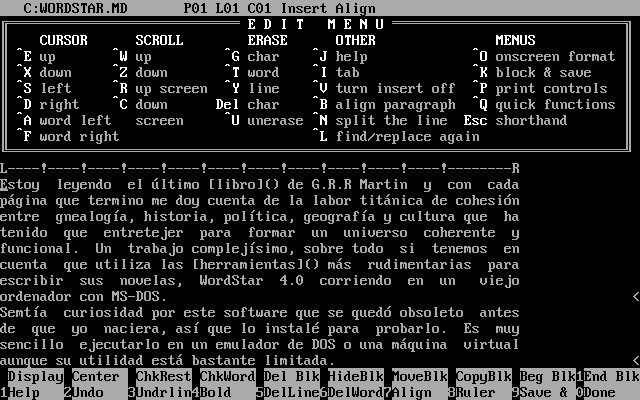 C:WORDSTAR.MD P01 L01 C01 Insert Align
E D I T M E N U
CURSOR SCROLL ERASE OTHER MENUS
^E up ^W up ^G char ^J help ^O onscreen format
^X down ^Z down ^T word ^I tab ^K block & save
^S left ^R up screen ^Y line ^V turn insert off ^P print controls
^D right ^C down Del char ^B align paragraph ^Q quick functions
^A word left screen ^U unerase ^N split the line Esc shorthand
^F word right ^L find/replace again
L----!----!----!----!----!----!----!----!----!----!--------R
Estoy leyendo el último [libro]() de G.R.R Martin y con cada
página que termino me doy cuenta de la labor titánica de cohesión
entre gnealogía, historia, política, geografía y cultura que ha
tenido que entretejer para formar un universo coherente y
funcional. Un trabajo complejísimo, sobre todo si tenemos en
cuenta que utiliza las [herramientas]() más rudimentarias para
escribir sus novelas, WordStar 4.0 corriendo en un viejo
ordenador con MS-DOS. <
Semtía curiosidad por este software que se quedó obsoleto antes
de que yo naciera, así que lo instalé para probarlo. Es muy
sencillo ejecutarlo en un emulador de DOS o una máquina virtual
aunque su utilidad está bastante limitada. <
Display Center ChkRest ChkWord Del Blk HideBlk MoveBlk CopyBlk Beg Blk End Blk
1Help 2Undo 3Undrlin 4Bold 5DelLine 6DelWord 7Align 8Ruler 9Save & 0Done